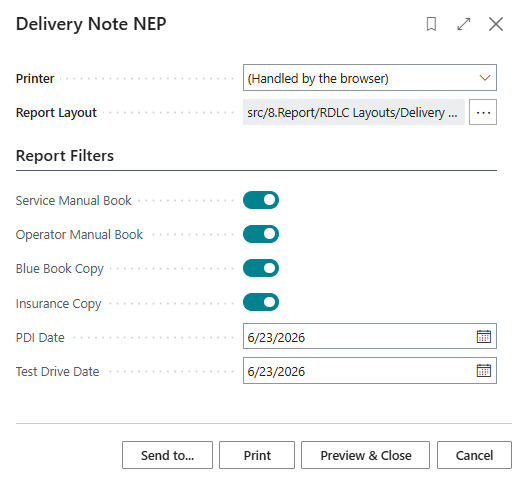 Delivery Note NEP
Printer (Handled by the browser)
Report Layout src/8.Report/RDLC Layouts/Delivery ... ...
Report Filters
Service Manual Book
Operator Manual Book
Blue Book Copy
Insurance Copy
PDI Date 6/23/2026
Test Drive Date 6/23/2026
Send to... Print Preview & Close Cancel